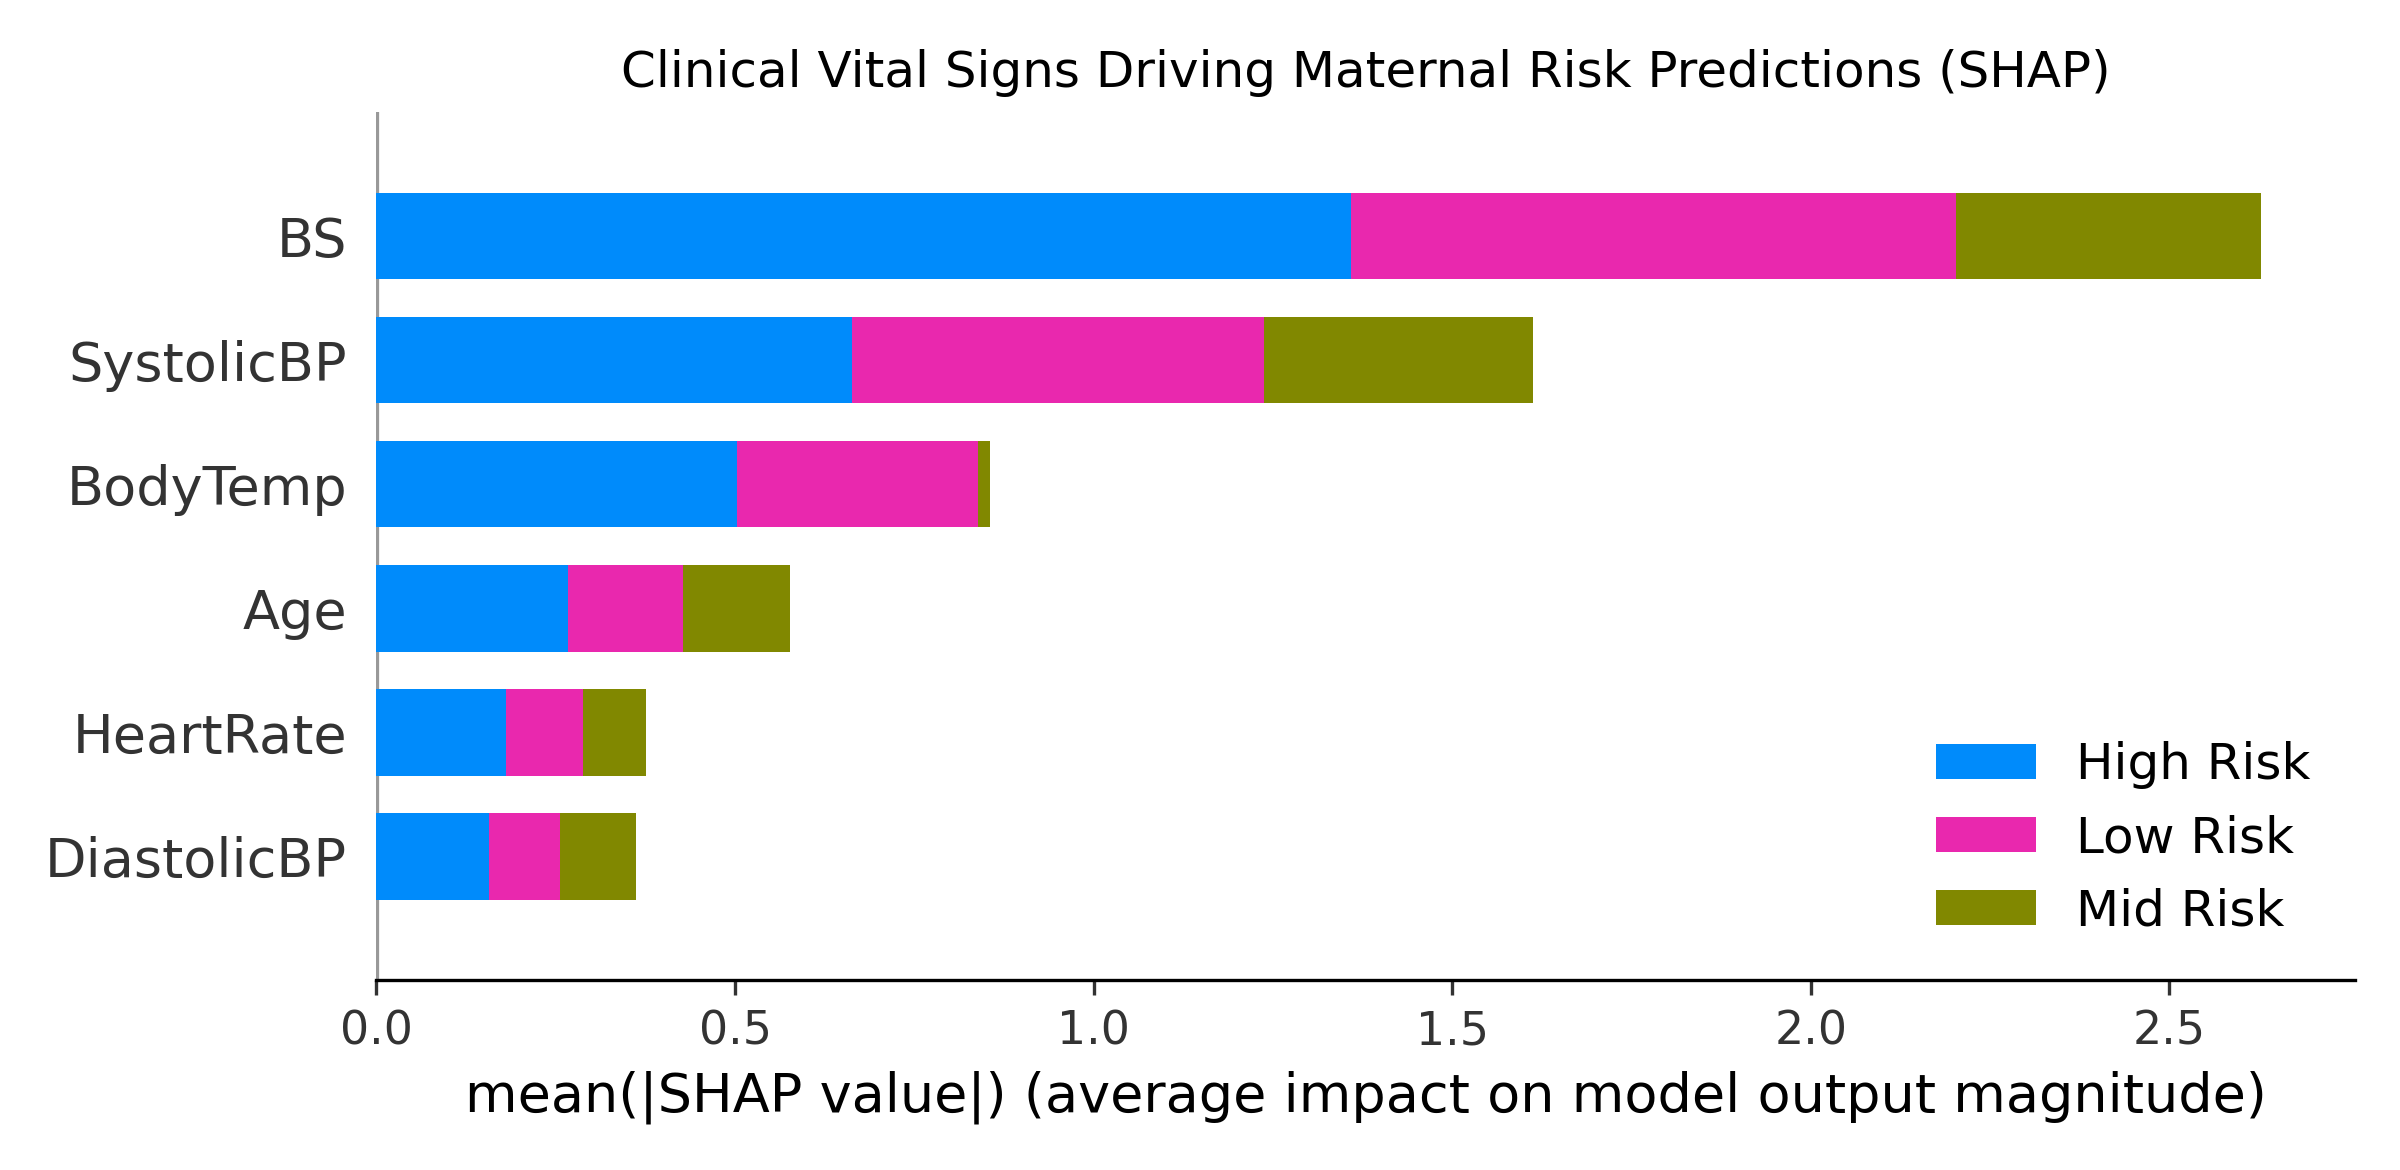 Clinical Vital Signs Driving Maternal Risk Predictions (SHAP)
BS
SystolicBP
BodyTemp
Age
HeartRate
DiastolicBP
High Risk
Low Risk
Mid Risk
0.0 0.5 1.0 1.5 2.0 2.5
mean(|SHAP value|) (average impact on model output magnitude)